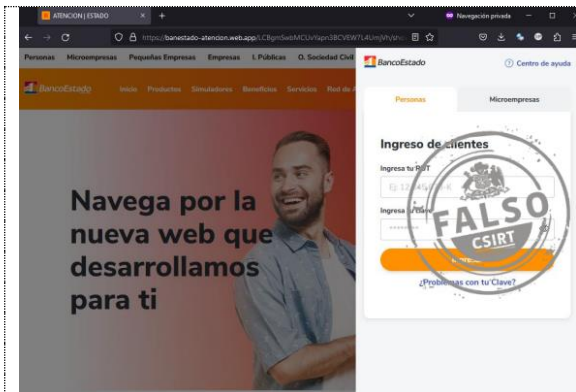 ATENCION | ESTADO
Navegación privada
https://banestado-atencion.web.app/
Personas Microempresas Pequeñas Empresas Empresas I. Públicas O. Sociedad Civil
BancoEstado
Inicio Productos Simuladores Beneficios Servicios Red de
BancoEstado
Centro de ayuda
Personas Microempresas
Navega por la
nueva web que
desarrollamos
para ti
Ingreso de clientes
Ingresa tu RUT
Ingresa tu Clave
FALSO
CSIRT
¿Problemas con tu Clave?